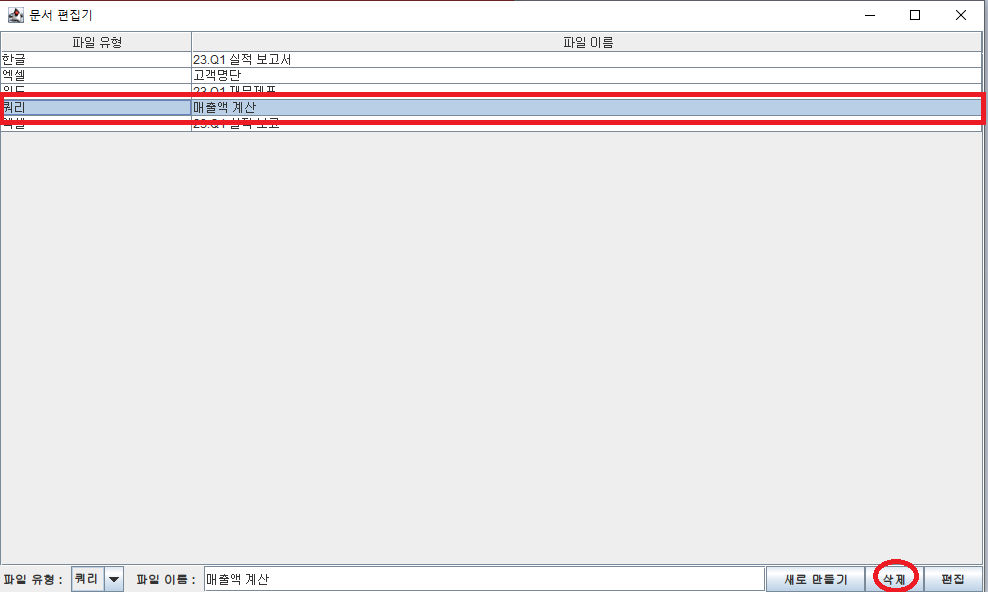 문서 편집기
파일 유형 파일 이름
한글 23.Q1 실적 보고서
엑셀 고객명단
워드 23.Q1 재무제표
쿼리 매출액 계산
엑셀 23.Q1 실적 보고
파일 유형 : 쿼리 파일 이름 : 매출액 계산 새로 만들기 삭제 편집